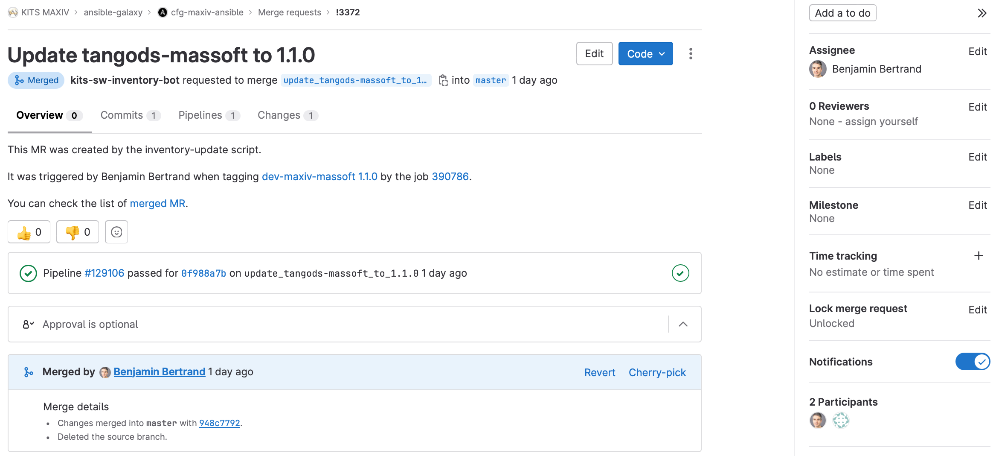 KITS MAXIV > ansible-galaxy > cfg-maxiv-ansible > Merge requests > !3372
Update tangods-massoft to 1.1.0
Edit
Code
Merged kits-sw-inventory-bot requested to merge update_tangods-massoft_to_1… into master 1 day ago
Overview 0 Commits 1 Pipelines 1 Changes 1
This MR was created by the inventory-update script.
It was triggered by Benjamin Bertrand when tagging dev-maxiv-massoft 1.1.0 by the job 390786.
You can check the list of merged MR.
0 0
Pipeline #129106 passed for 0f988a7b on update_tangods-massoft_to_1.1.0 1 day ago
Approval is optional
Merged by Benjamin Bertrand 1 day ago
Revert Cherry-pick
Merge details
• Changes merged into master with 948c7792.
• Deleted the source branch.
Add a to do
Assignee Edit
Benjamin Bertrand
0 Reviewers Edit
None - assign yourself
Labels Edit
None
Milestone Edit
None
Time tracking +
No estimate or time spent
Lock merge request Edit
Unlocked
Notifications
2 Participants